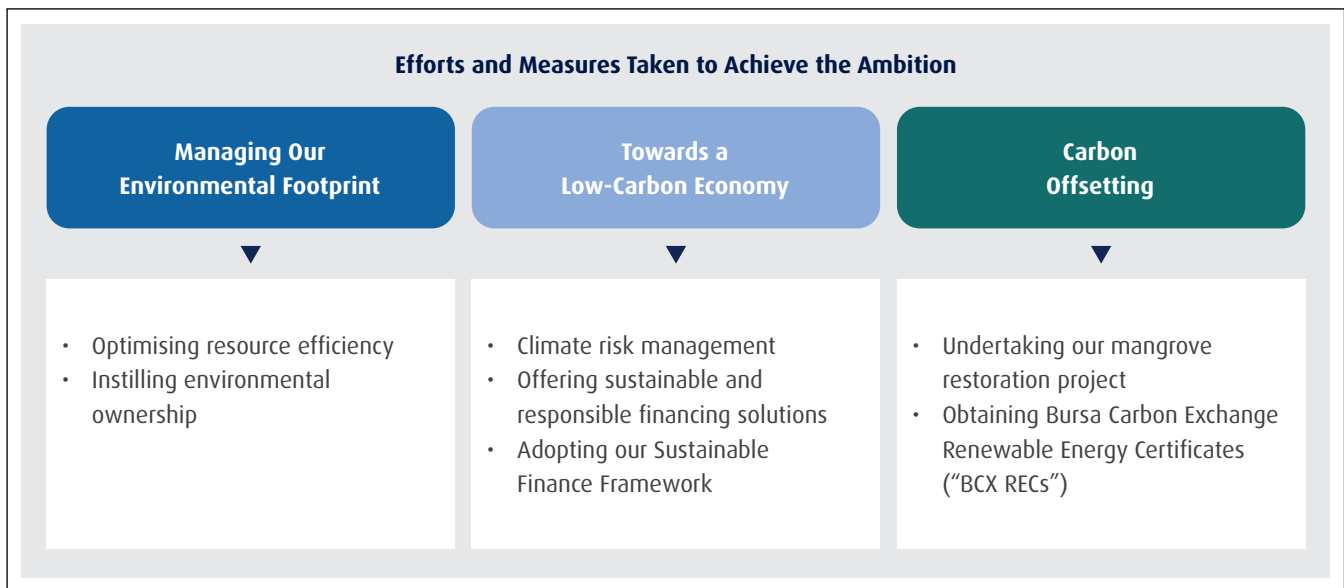 Efforts and Measures Taken to Achieve the Ambition
Managing Our
Environmental Footprint
• Optimising resource efficiency
• Instilling environmental
ownership
Towards a
Low-Carbon Economy
• Climate risk management
• Offering sustainable and
responsible financing solutions
• Adopting our Sustainable
Finance Framework
Carbon
Offsetting
• Undertaking our mangrove
restoration project
• Obtaining Bursa Carbon Exchange
Renewable Energy Certificates
(“BCX RECs”)